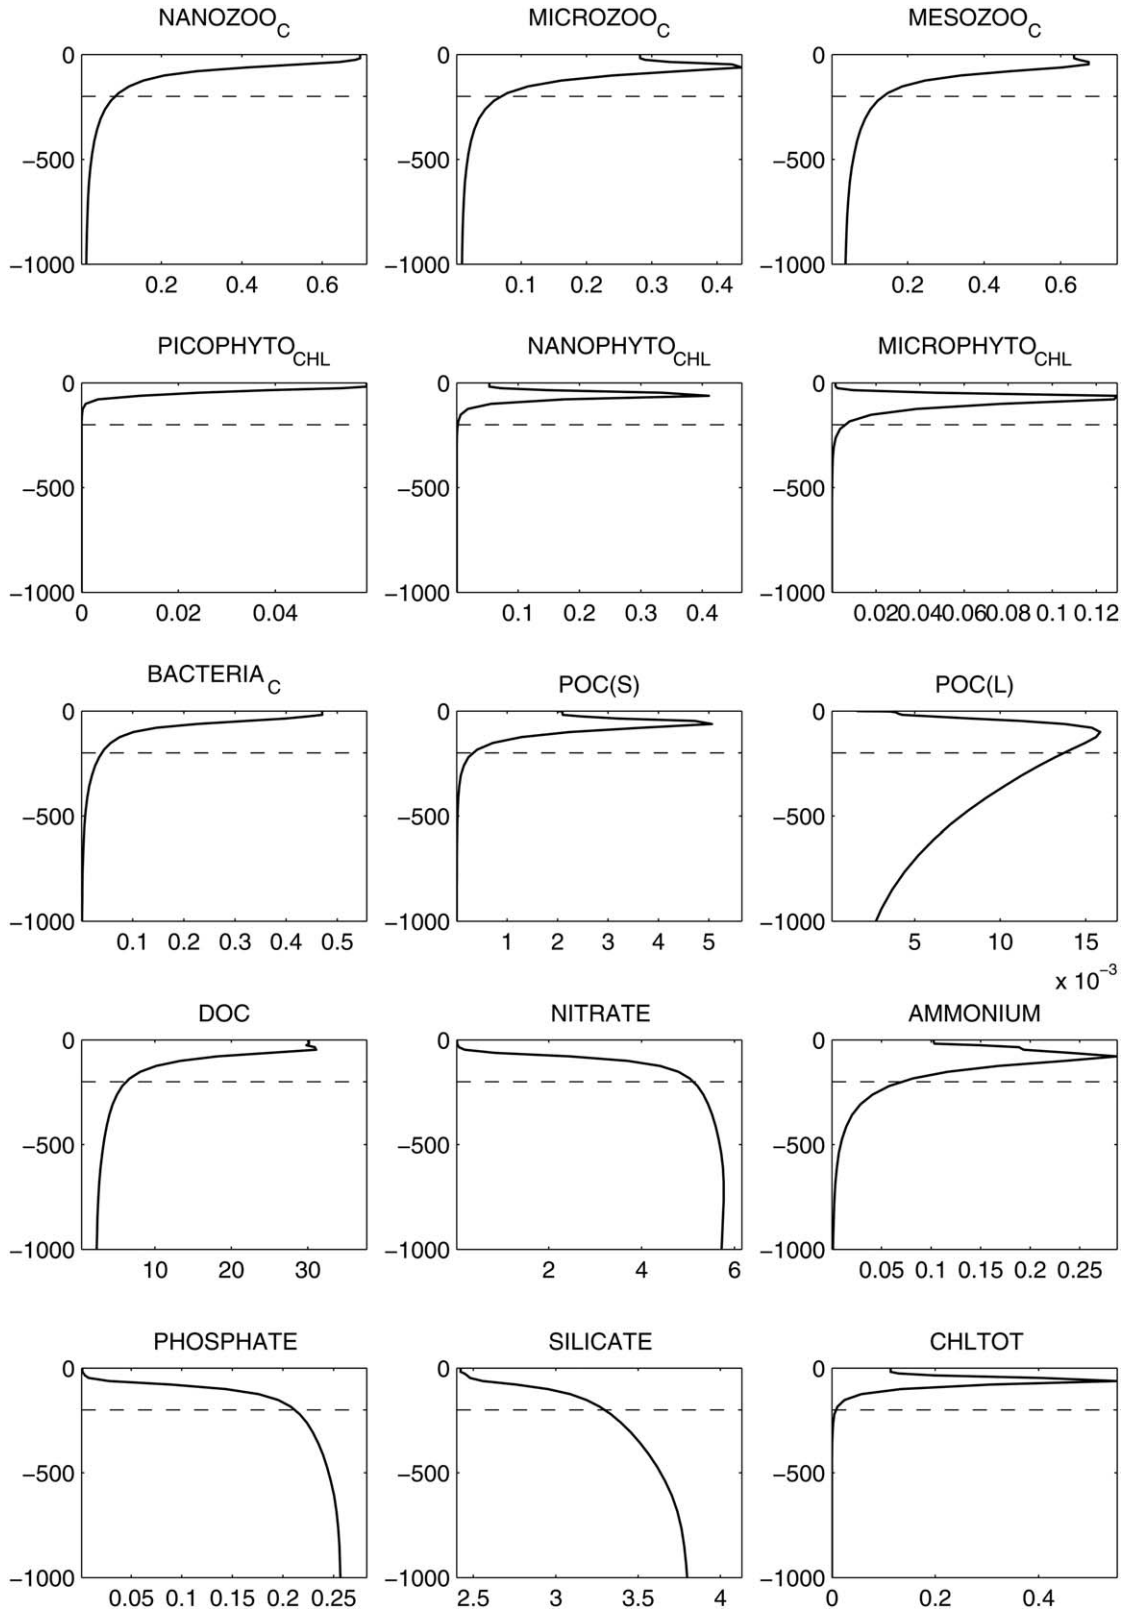 NANOZOO_C MICROZOO_C MESOZOO_C
0 0 0
−500 −500 −500
−1000 −1000 −1000
0.2 0.4 0.6 0.1 0.2 0.3 0.4 0.2 0.4 0.6
PICOPHYTO_CHL NANOPHYTO_CHL MICROPHYTO_CHL
0 0 0
−500 −500 −500
−1000 −1000 −1000
0 0.02 0.04 0.1 0.2 0.3 0.4 0.02 0.04 0.06 0.08 0.1 0.12
BACTERIA_C POC(S) POC(L)
0 0 0
−500 −500 −500
−1000 −1000 −1000
0.1 0.2 0.3 0.4 0.5 1 2 3 4 5 5 10 15
x 10^−3
DOC NITRATE AMMONIUM
0 0 0
−500 −500 −500
−1000 −1000 −1000
10 20 30 2 4 6 0.05 0.1 0.15 0.2 0.25
PHOSPHATE SILICATE CHLTOT
0 0 0
−500 −500 −500
−1000 −1000 −1000
0.05 0.1 0.15 0.2 0.25 2.5 3 3.5 4 0 0.2 0.4